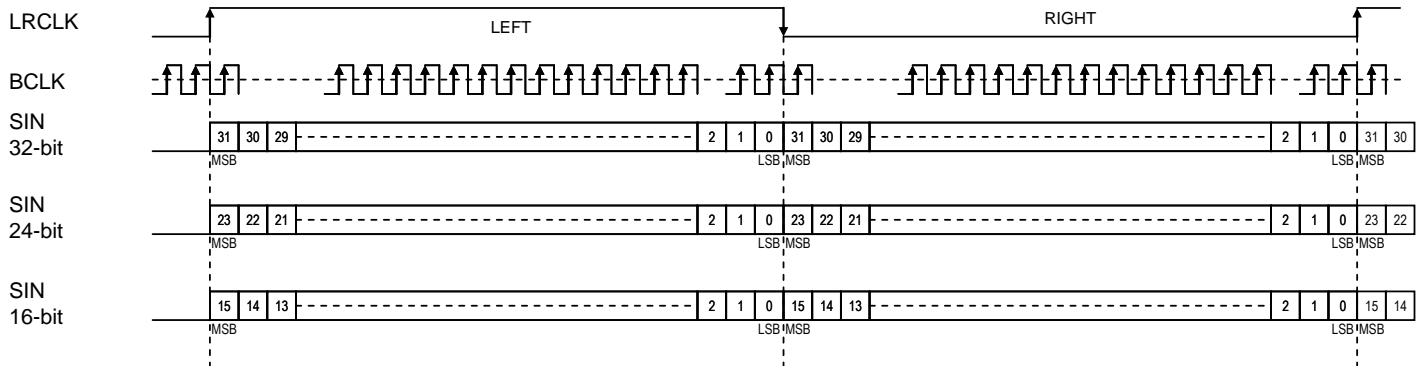 LRCLK
LEFT
RIGHT
BCLK
SIN
32-bit
31 30 29 2 1 0 31 30 29 2 1 0 31 30
MSB LSB MSB LSB MSB
SIN
24-bit
23 22 21 2 1 0 23 22 21 2 1 0 23 22
MSB LSB MSB LSB MSB
SIN
16-bit
15 14 13 2 1 0 15 14 13 2 1 0 15 14
MSB LSB MSB LSB MSB